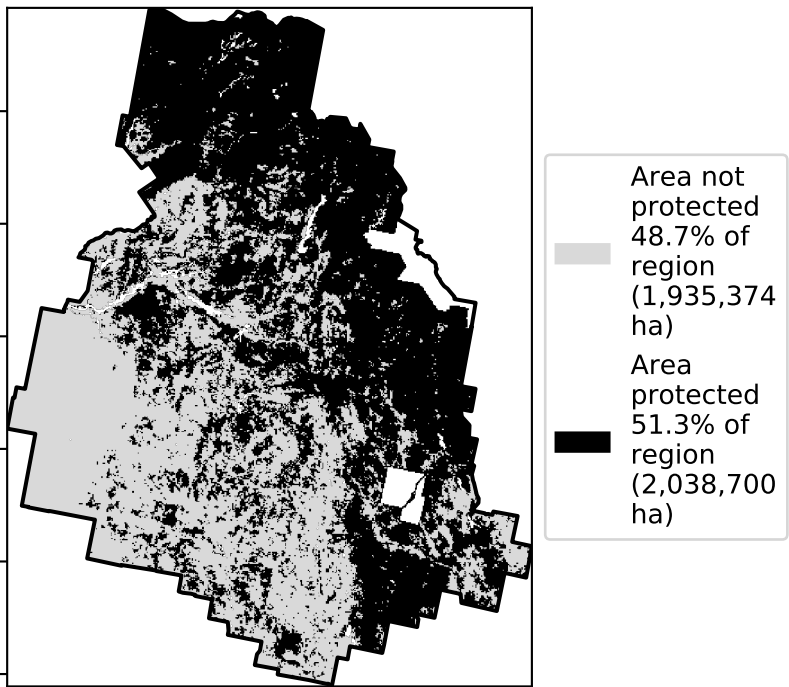 Area not
protected
48.7% of
region
(1,935,374
ha)
Area
protected
51.3% of
region
(2,038,700
ha)